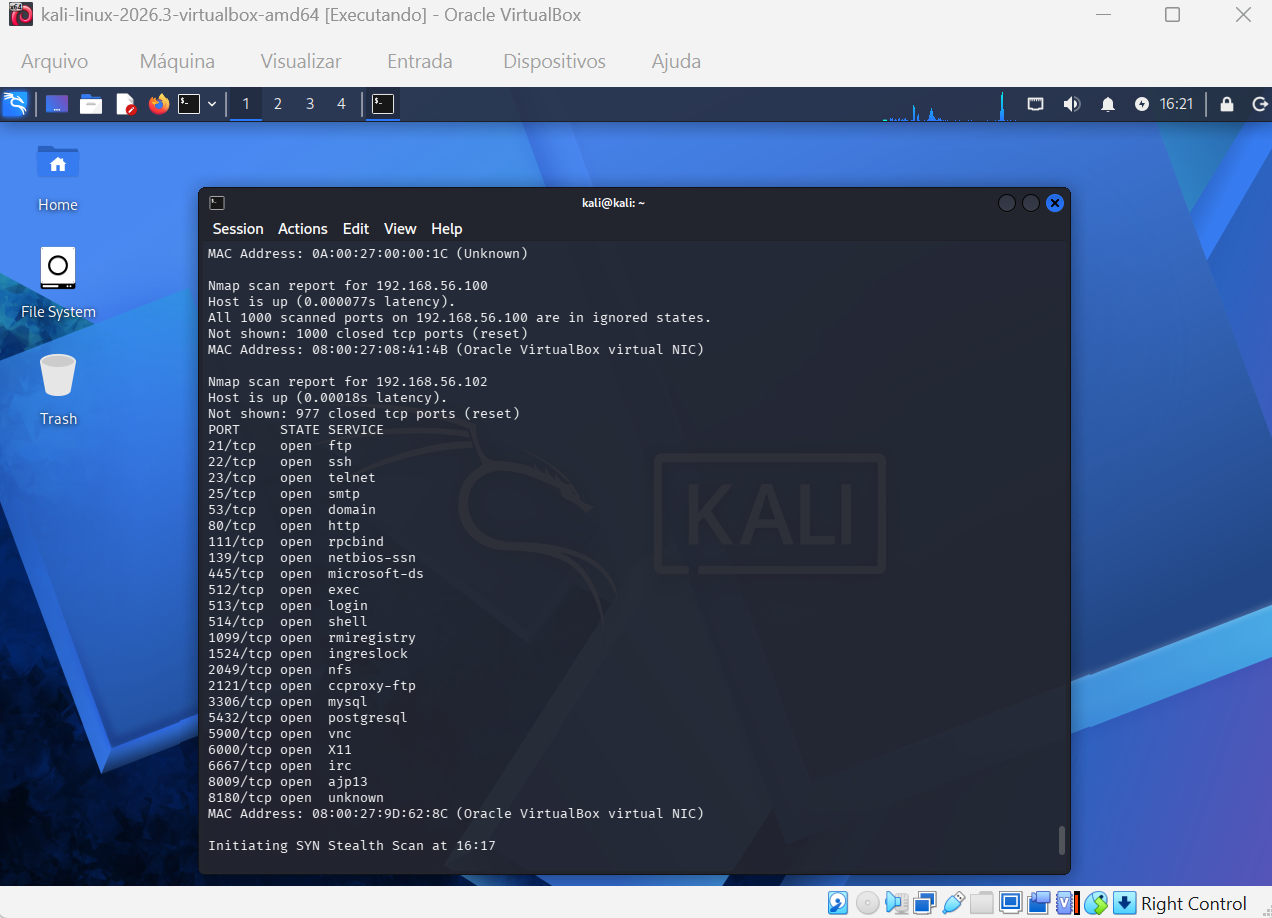 kali-linux-2026.3-virtualbox-amd64 [Executando] - Oracle VirtualBox
Arquivo Máquina Visualizar Entrada Dispositivos Ajuda
1 2 3 4 16:21
Home
File System
Trash
kali@kali: ~
Session Actions Edit View Help
MAC Address: 0A:00:27:00:00:1C (Unknown)
Nmap scan report for 192.168.56.100
Host is up (0.000077s latency).
All 1000 scanned ports on 192.168.56.100 are in ignored states.
Not shown: 1000 closed tcp ports (reset)
MAC Address: 08:00:27:08:41:4B (Oracle VirtualBox virtual NIC)
Nmap scan report for 192.168.56.102
Host is up (0.00018s latency).
Not shown: 977 closed tcp ports (reset)
PORT STATE SERVICE
21/tcp open ftp
22/tcp open ssh
23/tcp open telnet
25/tcp open smtp
53/tcp open domain
80/tcp open http
111/tcp open rpcbind
139/tcp open netbios-ssn
445/tcp open microsoft-ds
512/tcp open exec
513/tcp open login
514/tcp open shell
1099/tcp open rmiregistry
1524/tcp open ingreslock
2049/tcp open nfs
2121/tcp open ccproxy-ftp
3306/tcp open mysql
5432/tcp open postgresql
5900/tcp open vnc
6000/tcp open X11
6667/tcp open irc
8009/tcp open ajp13
8180/tcp open unknown
MAC Address: 08:00:27:9D:62:8C (Oracle VirtualBox virtual NIC)
Initiating SYN Stealth Scan at 16:17
KALI
Right Control